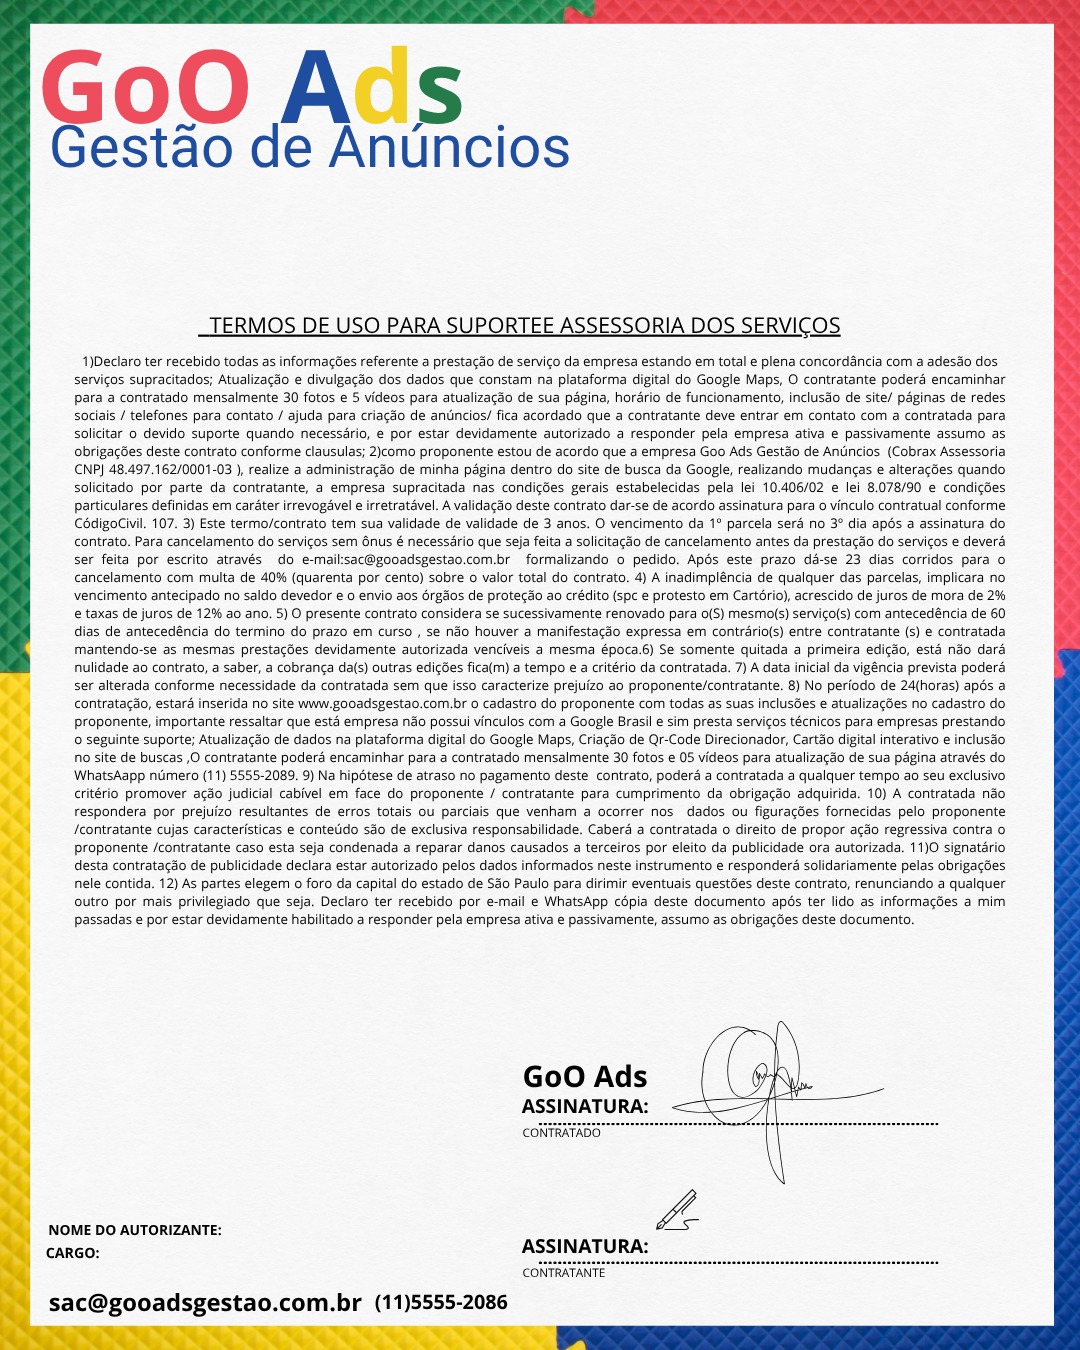 GoO Ads
Gestão de Anúncios
TERMOS DE USO PARA SUPORTEE ASSESSORIA DOS SERVIÇOS
1)Declaro ter recebido todas as informações referente a prestação de serviço da empresa estando em total e plena concordância com a adesão dos
serviços supracitados; Atualização e divulgação dos dados que constam na plataforma digital do Google Maps, O contratante poderá encaminhar
para a contratado mensalmente 30 fotos e 5 vídeos para atualização de sua página, horário de funcionamento, inclusão de site/ páginas de redes
sociais / telefones para contato / ajuda para criação de anúncios/ fica acordado que a contratante deve entrar em contato com a contratada para
solicitar o devido suporte quando necessário, e por estar devidamente autorizado a responder pela empresa ativa e passivamente assumo as
obrigações deste contrato conforme clausulas; 2)como proponente estou de acordo que a empresa Goo Ads Gestão de Anúncios (Cobrax Assessoria
CNPJ 48.497.162/0001-03 ), realize a administração de minha página dentro do site de busca da Google, realizando mudanças e alterações quando
solicitado por parte da contratante, a empresa supracitada nas condições gerais estabelecidas pela lei 10.406/02 e lei 8.078/90 e condições
particulares definidas em caráter irrevogável e irretratável. A validação deste contrato dar-se de acordo assinatura para o vínculo contratual conforme
CódigoCivil. 107. 3) Este termo/contrato tem sua validade de validade de 3 anos. O vencimento da 1º parcela será no 3º dia após a assinatura do
contrato. Para cancelamento do serviços sem ônus é necessário que seja feita a solicitação de cancelamento antes da prestação do serviços e deverá
ser feita por escrito através do e-mail:sac@gooadsgestao.com.br formalizando o pedido. Após este prazo dá-se 23 dias corridos para o
cancelamento com multa de 40% (quarenta por cento) sobre o valor total do contrato. 4) A inadimplência de qualquer das parcelas, implicara no
vencimento antecipado no saldo devedor e o envio aos órgãos de proteção ao crédito (spc e protesto em Cartório), acrescido de juros de mora de 2%
e taxas de juros de 12% ao ano. 5) O presente contrato considera se sucessivamente renovado para o(S) mesmo(s) serviço(s) com antecedência de 60
dias de antecedência do termino do prazo em curso , se não houver a manifestação expressa em contrário(s) entre contratante (s) e contratada
mantendo-se as mesmas prestações devidamente autorizada vencíveis a mesma época.6) Se somente quitada a primeira edição, está não dará
nulidade ao contrato, a saber, a cobrança da(s) outras edições fica(m) a tempo e a critério da contratada. 7) A data inicial da vigência prevista poderá
ser alterada conforme necessidade da contratada sem que isso caracterize prejuízo ao proponente/contratante. 8) No período de 24(horas) após a
contratação, estará inserida no site www.gooadsgestao.com.br o cadastro do proponente com todas as suas inclusões e atualizações no cadastro do
proponente, importante ressaltar que está empresa não possui vínculos com a Google Brasil e sim presta serviços técnicos para empresas prestando
o seguinte suporte; Atualização de dados na plataforma digital do Google Maps, Criação de Qr-Code Direcionador, Cartão digital interativo e inclusão
no site de buscas ,O contratante poderá encaminhar para a contratado mensalmente 30 fotos e 05 vídeos para atualização de sua página através do
WhatsAapp número (11) 5555-2089. 9) Na hipótese de atraso no pagamento deste contrato, poderá a contratada a qualquer tempo ao seu exclusivo
critério promover ação judicial cabível em face do proponente / contratante para cumprimento da obrigação adquirida. 10) A contratada não
respondera por prejuízo resultantes de erros totais ou parciais que venham a ocorrer nos dados ou figurações fornecidas pelo proponente
/contratante cujas características e conteúdo são de exclusiva responsabilidade. Caberá a contratada o direito de propor ação regressiva contra o
proponente /contratante caso esta seja condenada a reparar danos causados a terceiros por eleito da publicidade ora autorizada. 11)O signatário
desta contratação de publicidade declara estar autorizado pelos dados informados neste instrumento e responderá solidariamente pelas obrigações
nele contida. 12) As partes elegem o foro da capital do estado de São Paulo para dirimir eventuais questões deste contrato, renunciando a qualquer
outro por mais privilegiado que seja. Declaro ter recebido por e-mail e WhatsApp cópia deste documento após ter lido as informações a mim
passadas e por estar devidamente habilitado a responder pela empresa ativa e passivamente, assumo as obrigações deste documento.
GoO Ads
ASSINATURA:
CONTRATADO
NOME DO AUTORIZANTE:
CARGO:
ASSINATURA:
CONTRATANTE
sac@gooadsgestao.com.br (11)5555-2086